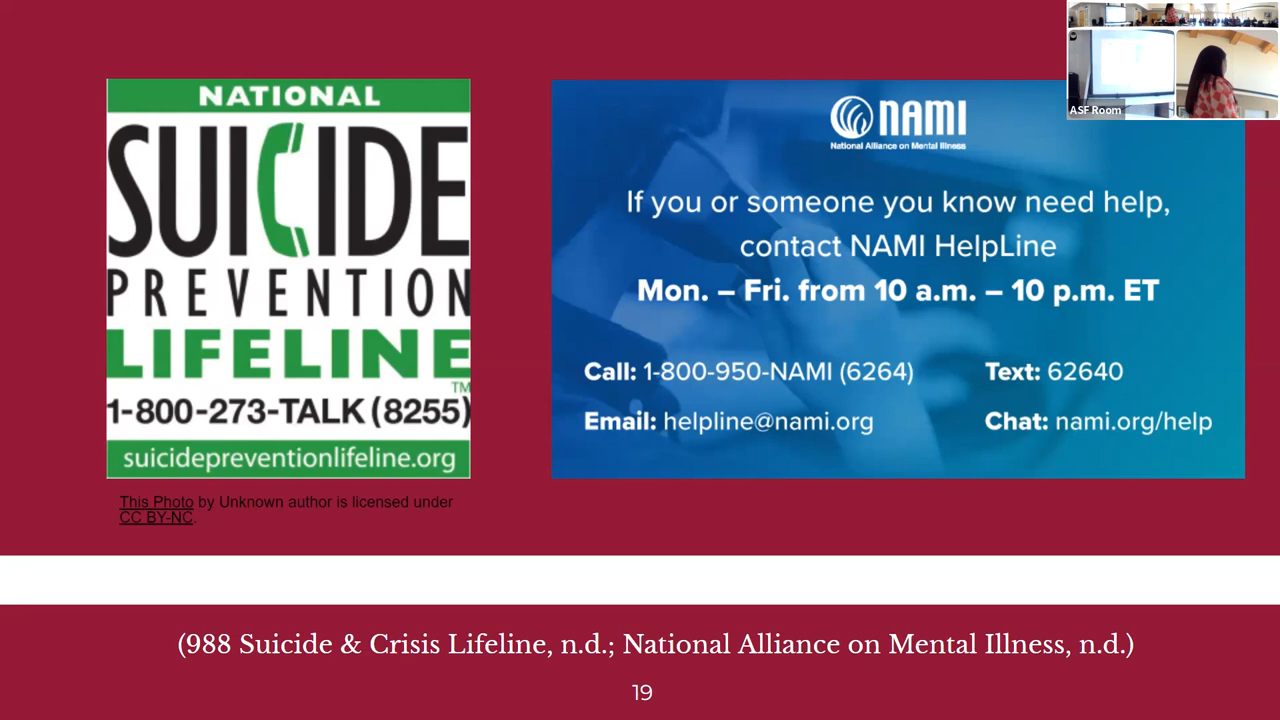 NATIONAL
SUICIDE
PREVENTION
LIFELINE
TM
1-800-273-TALK (8255)
suicidepreventionlifeline.org
This Photo by Unknown author is licensed under
CC BY-NC.
NAMI
National Alliance on Mental Illness
If you or someone you know need help,
contact NAMI HelpLine
Mon. – Fri. from 10 a.m. – 10 p.m. ET
Call: 1-800-950-NAMI (6264)
Text: 62640
Email: helpline@nami.org
Chat: nami.org/help
ASF Room
(988 Suicide & Crisis Lifeline, n.d.; National Alliance on Mental Illness, n.d.)
19